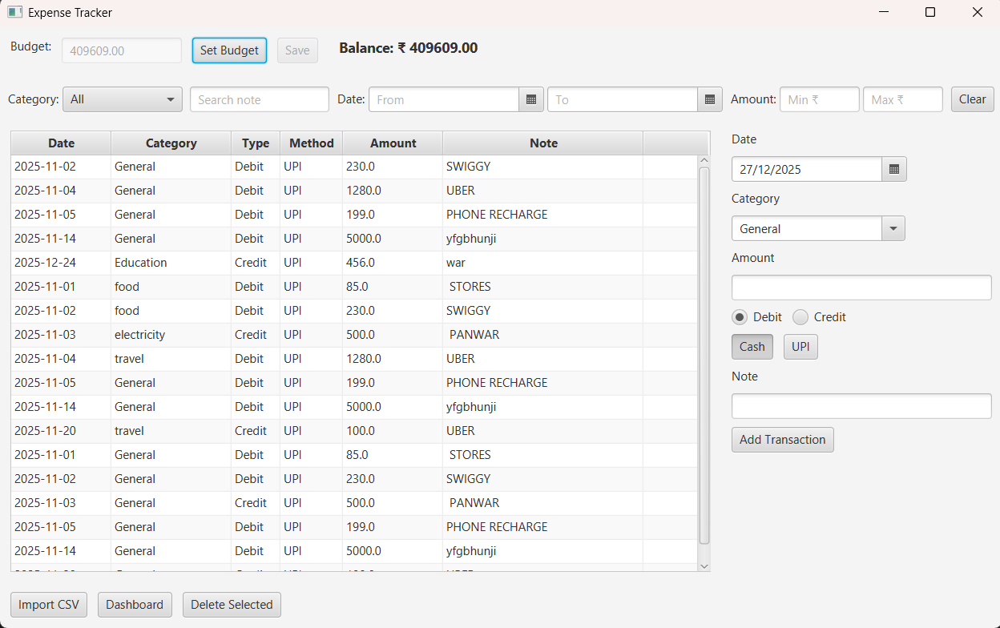 Expense Tracker
Budget: 409609.00 Set Budget Save Balance: ₹ 409609.00
Category: All Search note Date: From To Amount: Min ₹ Max ₹ Clear
Date Category Type Method Amount Note
2025-11-02 General Debit UPI 230.0 SWIGGY
2025-11-04 General Debit UPI 1280.0 UBER
2025-11-05 General Debit UPI 199.0 PHONE RECHARGE
2025-11-14 General Debit UPI 5000.0 yfgbhunji
2025-12-24 Education Credit UPI 456.0 war
2025-11-01 food Debit UPI 85.0 STORES
2025-11-02 food Debit UPI 230.0 SWIGGY
2025-11-03 electricity Credit UPI 500.0 PANWAR
2025-11-04 travel Debit UPI 1280.0 UBER
2025-11-05 General Debit UPI 199.0 PHONE RECHARGE
2025-11-14 General Debit UPI 5000.0 yfgbhunji
2025-11-20 travel Credit UPI 100.0 UBER
2025-11-01 General Debit UPI 85.0 STORES
2025-11-02 General Debit UPI 230.0 SWIGGY
2025-11-03 General Credit UPI 500.0 PANWAR
2025-11-05 General Debit UPI 199.0 PHONE RECHARGE
2025-11-14 General Debit UPI 5000.0 yfgbhunji
Date
27/12/2025
Category
General
Amount
Debit Credit
Cash UPI
Note
Add Transaction
Import CSV Dashboard Delete Selected